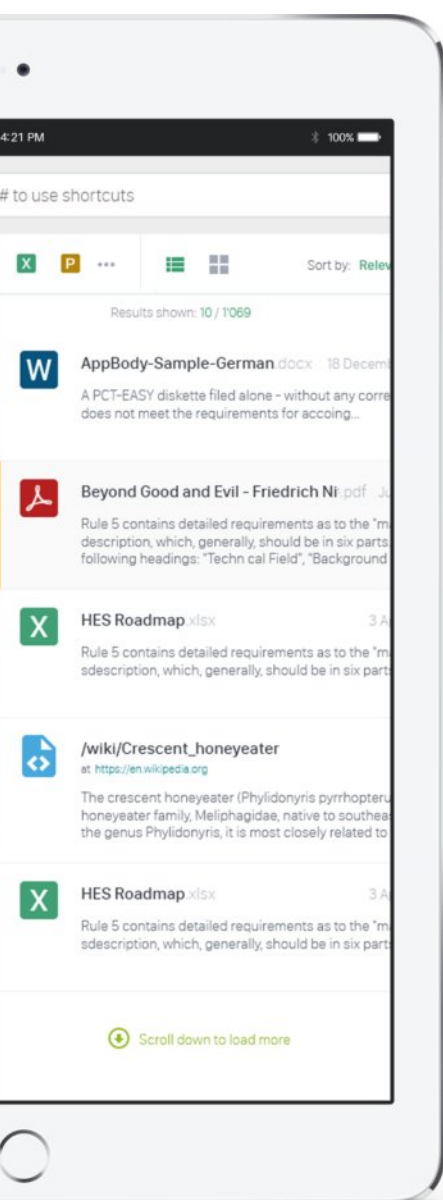 4:21 PM 100%
# to use shortcuts
X P Sort by: Relev
Results shown: 10 / 1'069
W AppBody-Sample-German.docx 18 Decemb
A PCT-EASY diskette filed alone - without any corre
does not meet the requirements for accoing...
Beyond Good and Evil - Friedrich Ni .pdf Ju
Rule 5 contains detailed requirements as to the "ma
description, which, generally, should be in six parts.
following headings: "Techn cal Field", "Background
X HES Roadmap.xlsx 3 A
Rule 5 contains detailed requirements as to the "ma
sdescription, which, generally, should be in six parts
/wiki/Crescent_honeyeater
at https://en.wikipedia.org
The crescent honeyeater (Phylidonyris pyrrhopteru
honeyeater family, Meliphagidae, native to southeas
the genus Phylidonyris, it is most closely related to
X HES Roadmap.xlsx 3 A
Rule 5 contains detailed requirements as to the "ma
sdescription, which, generally, should be in six parts
Scroll down to load more